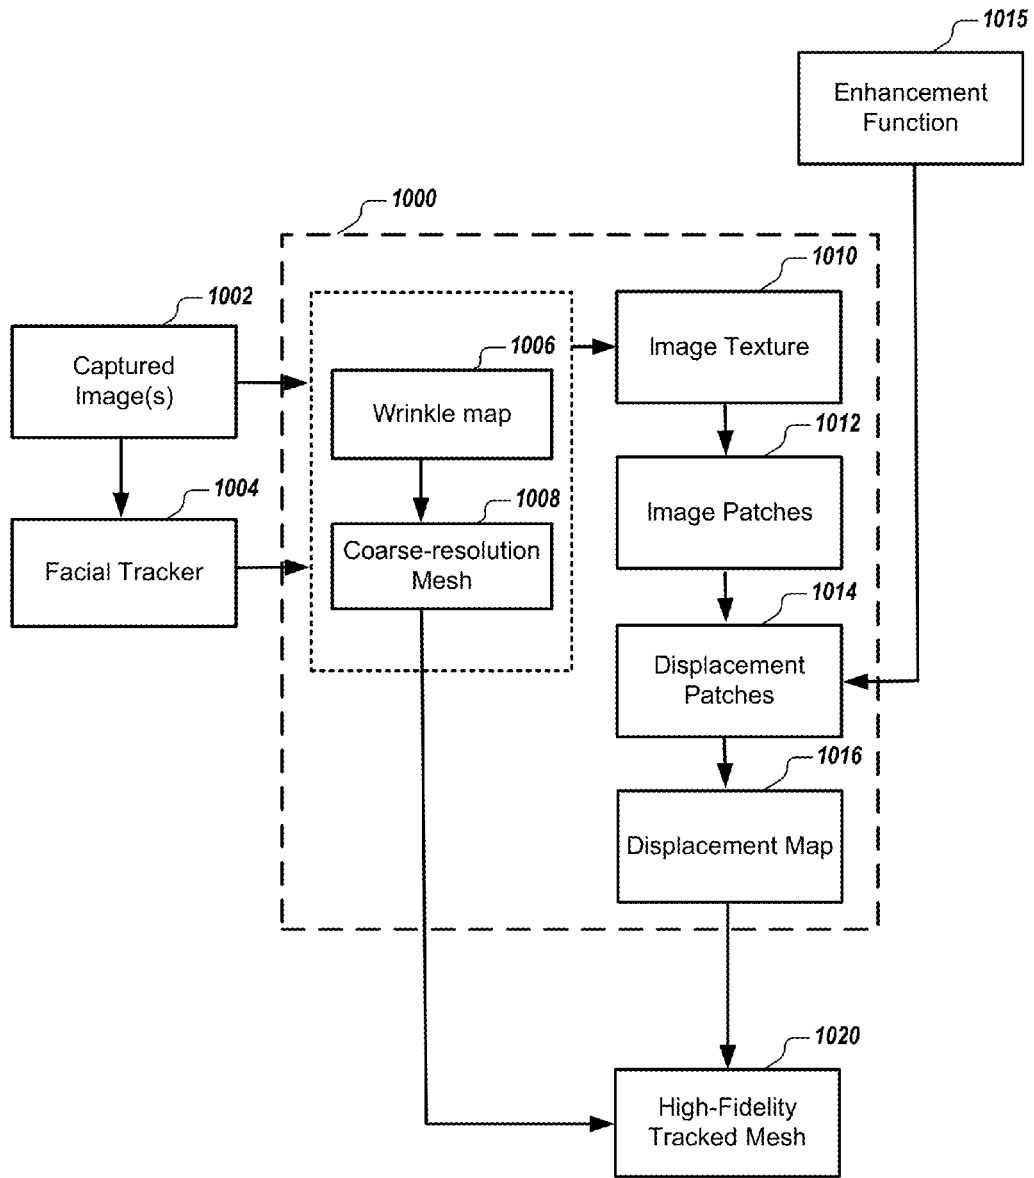 1015
Enhancement
Function
1000
1010
Image Texture
1002
Captured
Image(s)
1006
Wrinkle map
1012
Image Patches
1004
Facial Tracker
1008
Coarse-resolution
Mesh
1014
Displacement
Patches
1016
Displacement Map
1020
High-Fidelity
Tracked Mesh